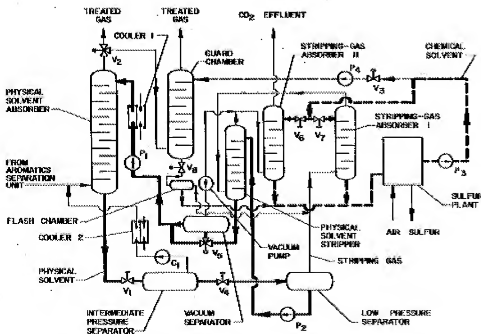 TREATED
GAS
COOLER 1
TREATED
GAS
CO2 EFFLUENT
V2
GUARD
CHAMBER
STRIPPING-GAS
ABSORBER II
CHEMICAL
SOLVENT
P4
V3
PHYSICAL
SOLVENT
ABSORBER
P1
V8
V6
V7
STRIPPING-GAS
ABSORBER I
P3
FROM
AROMATICS
SEPARATION
UNIT
FLASH CHAMBER
COOLER 2
C1
V5
VACUUM
PUMP
PHYSICAL
SOLVENT
STRIPPER
SULFUR
PLANT
AIR
SULFUR
STRIPPING GAS
PHYSICAL
SOLVENT
V1
V4
P2
INTERMEDIATE
PRESSURE
SEPARATOR
VACUUM SEPARATOR
LOW PRESSURE
SEPARATOR